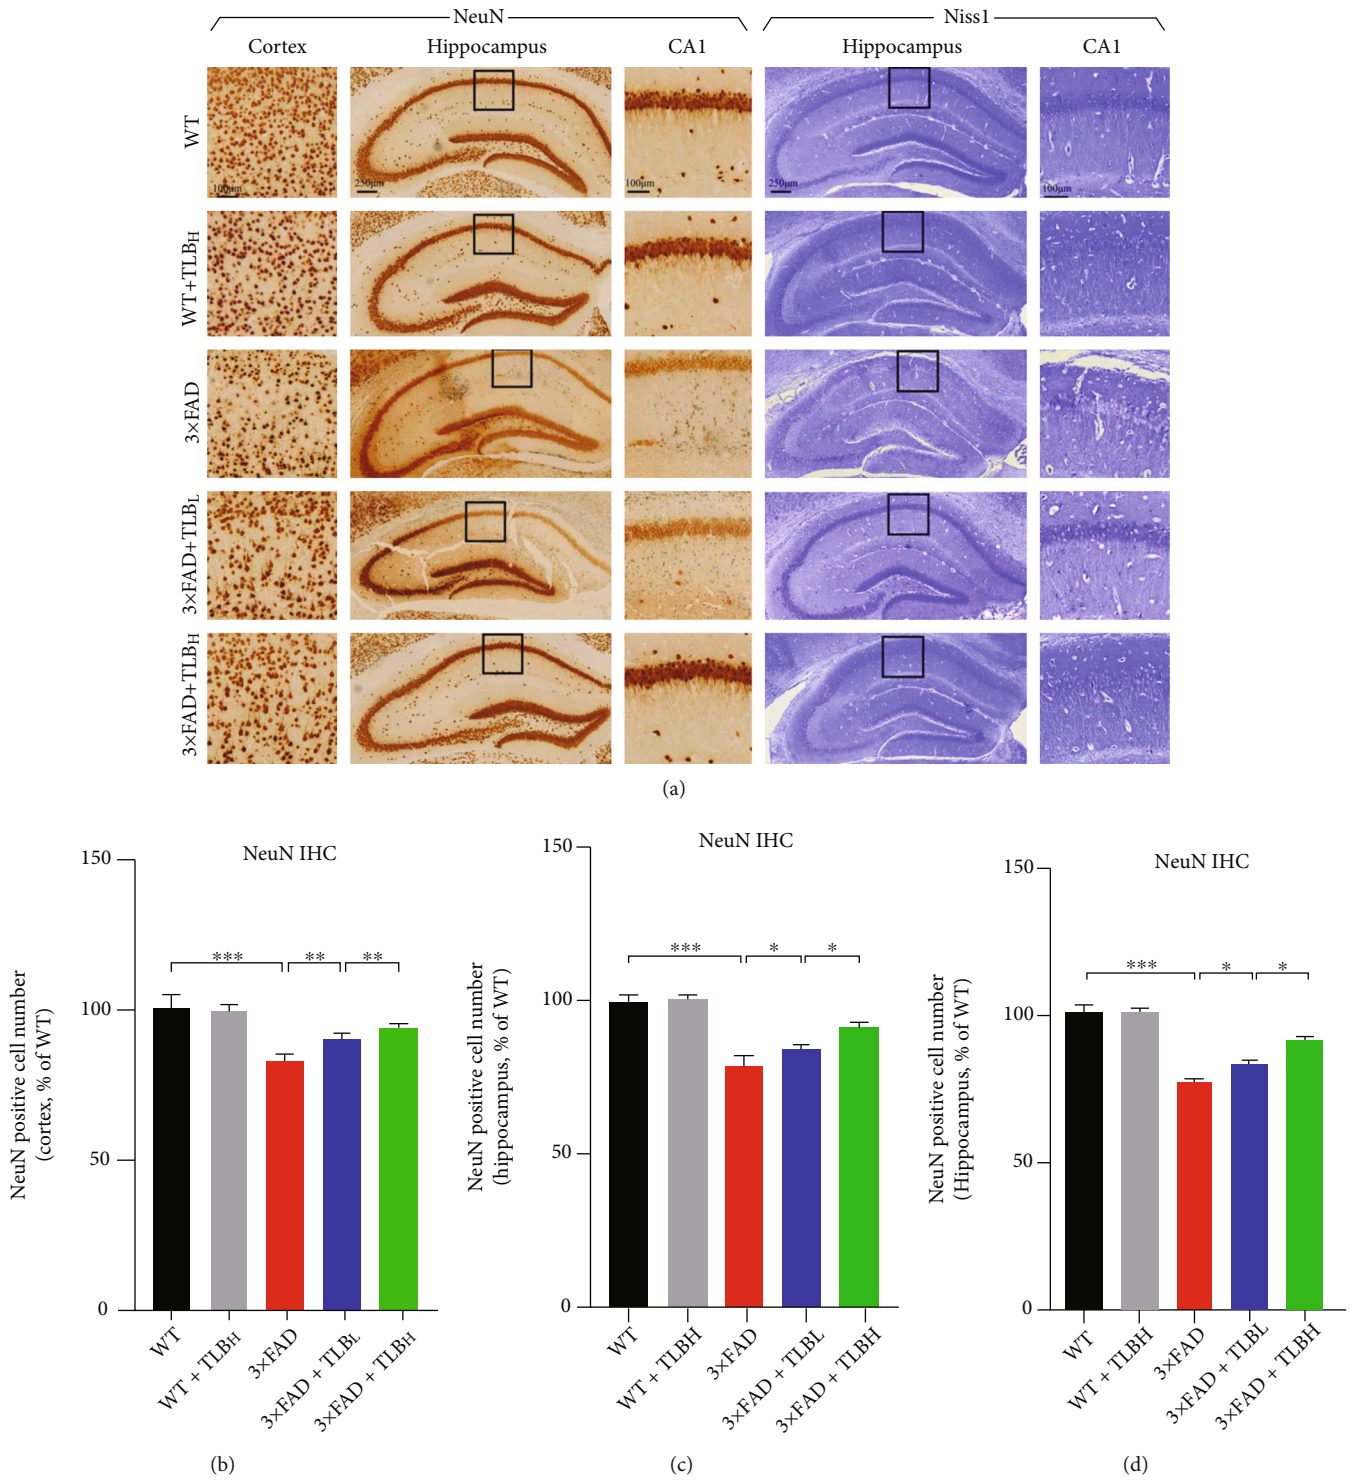 NeuN Niss1
Cortex Hippocampus CA1 Hippocampus CA1
WT
100μm 250μm 100μm 250μm 100μm
WT+TLBH
3×FAD
3×FAD+TLBL
3×FAD+TLBH
(a)
NeuN IHC
NeuN positive cell number
(cortex, % of WT)
150
100
50
0
*** ** **
WT
WT + TLBH
3×FAD
3×FAD + TLBL
3×FAD + TLBH
(b)
NeuN IHC
NeuN positive cell number
(hippocampus, % of WT)
150
100
50
0
*** * *
WT
WT + TLBH
3×FAD
3×FAD + TLBL
3×FAD + TLBH
(c)
NeuN IHC
NeuN positive cell number
(Hippocampus, % of WT)
150
100
50
0
*** * *
WT
WT + TLBH
3×FAD
3×FAD + TLBL
3×FAD + TLBH
(d)